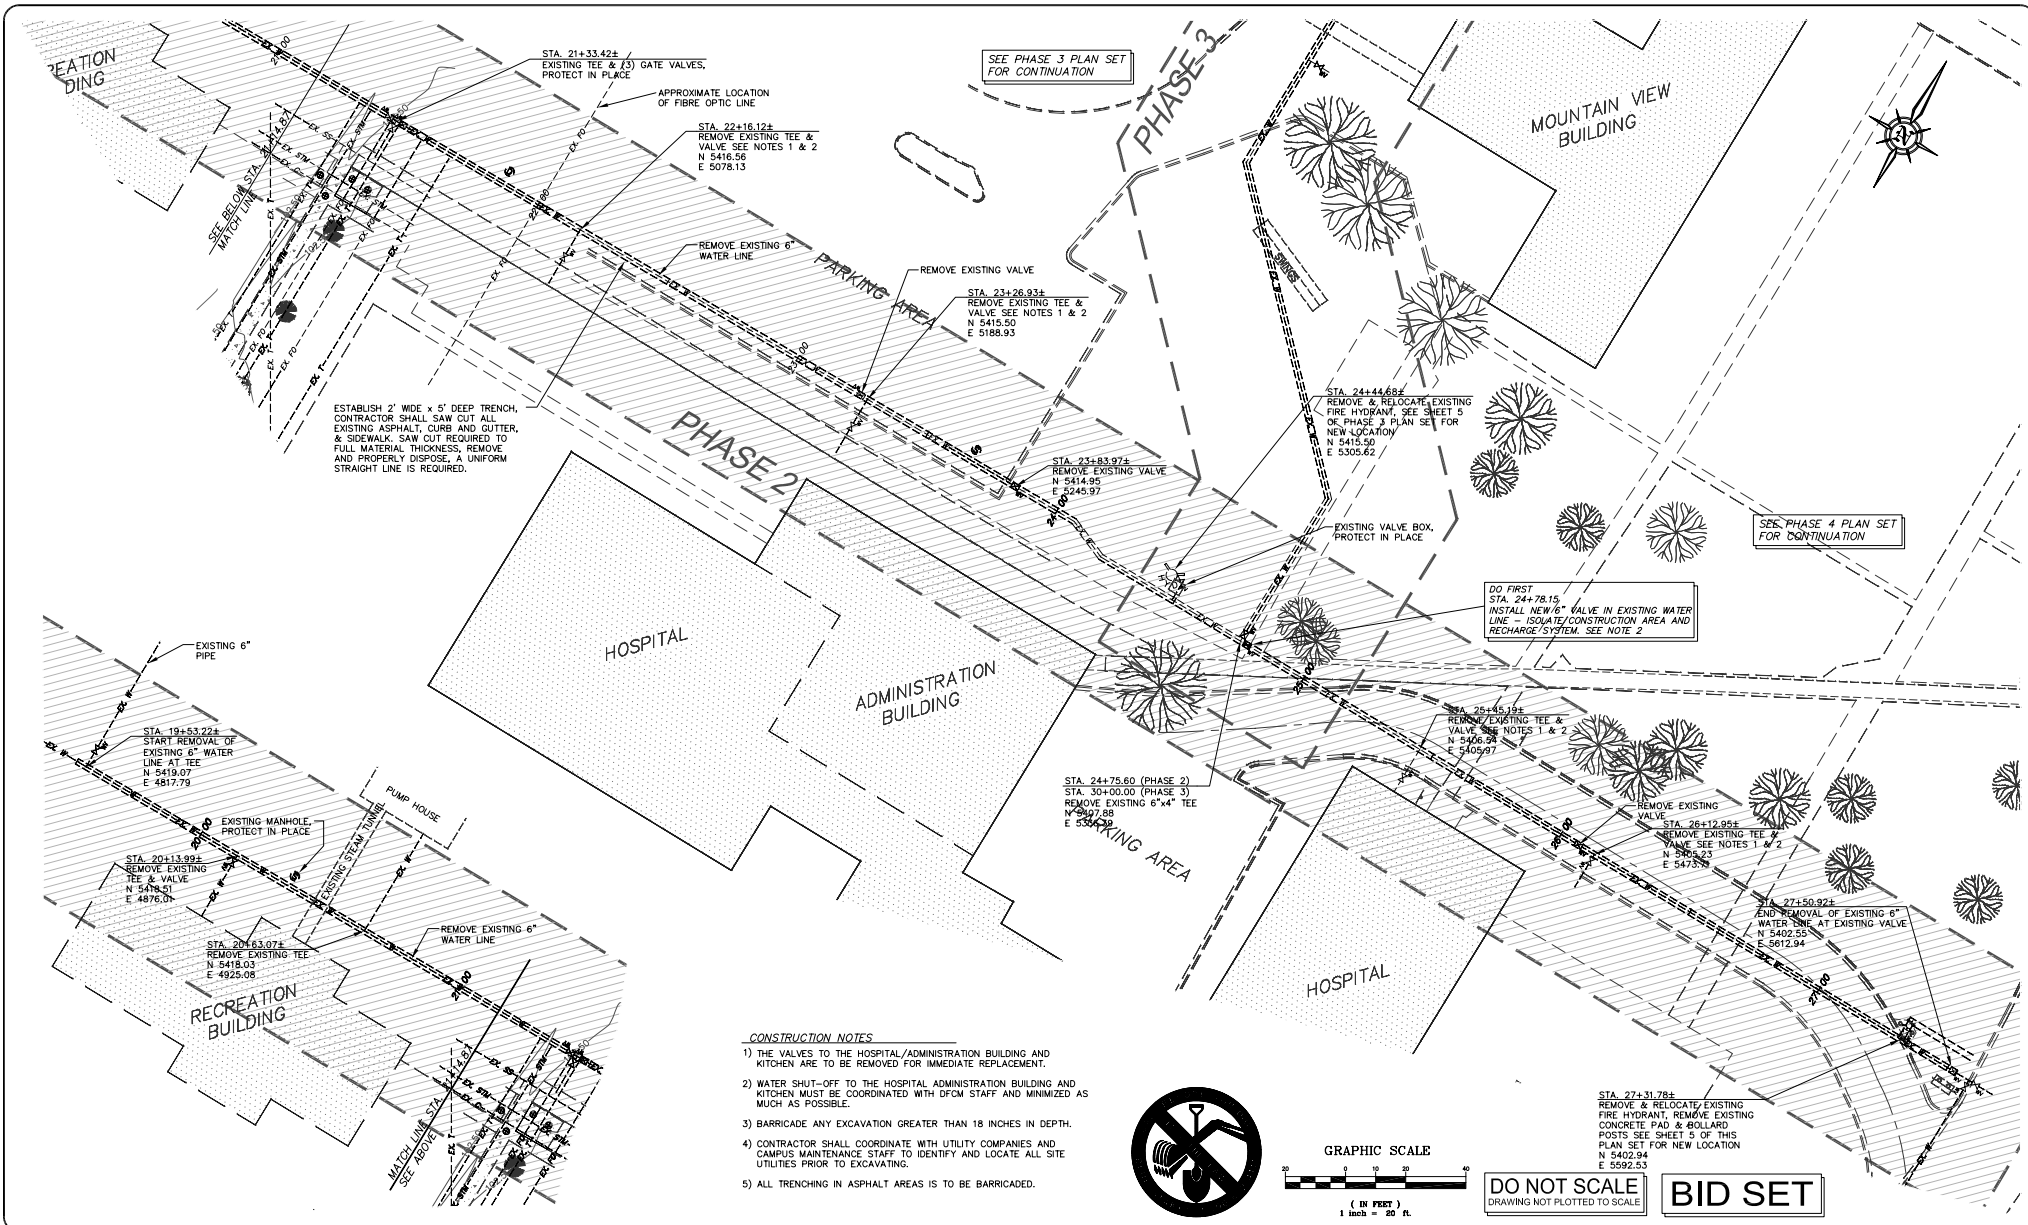 EATION
DING
STA. 21+33.42±
EXISTING TEE & (3) GATE VALVES,
PROTECT IN PLACE
APPROXIMATE LOCATION
OF FIBRE OPTIC LINE
STA. 22+16.12±
REMOVE EXISTING TEE &
VALVE SEE NOTES 1 & 2
N 5416.56
E 5078.13
SEE PHASE 3 PLAN SET
FOR CONTINUATION
PHASE 3
MOUNTAIN VIEW
BUILDING
SEE BELOW STA.
MATCH LINE
REMOVE EXISTING 6"
WATER LINE
PARKING AREA
REMOVE EXISTING VALVE
STA. 23+26.93±
REMOVE EXISTING TEE &
VALVE SEE NOTES 1 & 2
N 5415.50
E 5188.93
SWINGS
ESTABLISH 2' WIDE x 5' DEEP TRENCH,
CONTRACTOR SHALL SAW CUT ALL
EXISTING ASPHALT, CURB AND GUTTER,
& SIDEWALK. SAW CUT REQUIRED TO
FULL MATERIAL THICKNESS, REMOVE
AND PROPERLY DISPOSE, A UNIFORM
STRAIGHT LINE IS REQUIRED.
PHASE 2
STA. 23+83.97±
REMOVE EXISTING VALVE
N 5414.95
E 5245.97
STA. 24+44.68±
REMOVE & RELOCATE EXISTING
FIRE HYDRANT, SEE SHEET 5
OF PHASE 3 PLAN SET FOR
NEW LOCATION
N 5415.50
E 5305.62
EXISTING VALVE BOX,
PROTECT IN PLACE
SEE PHASE 4 PLAN SET
FOR CONTINUATION
DO FIRST
STA. 24+78.15
INSTALL NEW 6" VALVE IN EXISTING WATER
LINE – ISOLATE CONSTRUCTION AREA AND
RECHARGE SYSTEM. SEE NOTE 2
HOSPITAL
ADMINISTRATION
BUILDING
EXISTING 6"
PIPE
STA. 19+53.22±
START REMOVAL OF
EXISTING 6" WATER
LINE AT TEE
N 5419.07
E 4817.79
PUMP HOUSE
EXISTING MANHOLE,
PROTECT IN PLACE
EXISTING STEAM TUNNEL
STA. 20+13.99±
REMOVE EXISTING
TEE & VALVE
N 5418.51
E 4876.01
STA. 20+63.07±
REMOVE EXISTING TEE
N 5418.03
E 4925.08
REMOVE EXISTING 6"
WATER LINE
RECREATION
BUILDING
MATCH LINE STA.
SEE ABOVE
STA. 25+45.19±
REMOVE EXISTING TEE &
VALVE SEE NOTES 1 & 2
N 5406.54
E 5405.97
STA. 24+75.60 (PHASE 2)
STA. 30+00.00 (PHASE 3)
REMOVE EXISTING 6"x4" TEE
N 5407.88
PARKING AREA
REMOVE EXISTING
VALVE
STA. 26+12.95±
REMOVE EXISTING TEE &
VALVE SEE NOTES 1 & 2
N 5405.23
STA. 27+50.92±
END REMOVAL OF EXISTING 6"
WATER LINE AT EXISTING VALVE
N 5402.55
E 5612.94
HOSPITAL
STA. 27+31.78±
REMOVE & RELOCATE EXISTING
FIRE HYDRANT, REMOVE EXISTING
CONCRETE PAD & BOLLARD
POSTS SEE SHEET 5 OF THIS
PLAN SET FOR NEW LOCATION
N 5402.94
E 5592.53
CONSTRUCTION NOTES
1) THE VALVES TO THE HOSPITAL/ADMINISTRATION BUILDING AND
KITCHEN ARE TO BE REMOVED FOR IMMEDIATE REPLACEMENT.
2) WATER SHUT-OFF TO THE HOSPITAL ADMINISTRATION BUILDING AND
KITCHEN MUST BE COORDINATED WITH DFCM STAFF AND MINIMIZED AS
MUCH AS POSSIBLE.
3) BARRICADE ANY EXCAVATION GREATER THAN 18 INCHES IN DEPTH.
4) CONTRACTOR SHALL COORDINATE WITH UTILITY COMPANIES AND
CAMPUS MAINTENANCE STAFF TO IDENTIFY AND LOCATE ALL SITE
UTILITIES PRIOR TO EXCAVATING.
5) ALL TRENCHING IN ASPHALT AREAS IS TO BE BARRICADED.
GRAPHIC SCALE
20 0 10 20 40
( IN FEET )
1 inch = 20 ft.
DO NOT SCALE
DRAWING NOT PLOTTED TO SCALE
BID SET